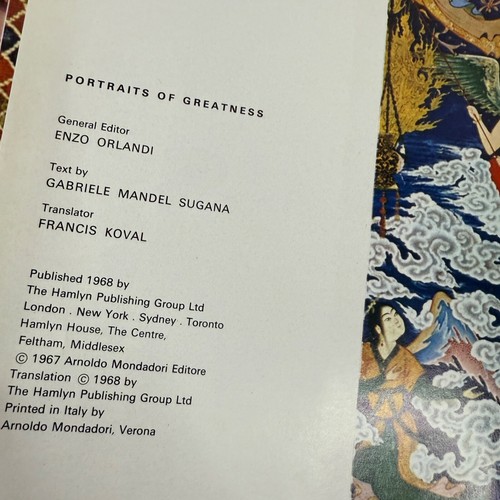 PORTRAITS OF GREATNESS
General Editor
ENZO ORLANDI
Text by
GABRIELE MANDEL SUGANA
Translator
FRANCIS KOVAL
Published 1968 by
The Hamlyn Publishing Group Ltd
London . New York . Sydney . Toronto
Hamlyn House, The Centre,
Feltham, Middlesex
© 1967 Arnoldo Mondadori Editore
Translation © 1968 by
The Hamlyn Publishing Group Ltd
Printed in Italy by
Arnoldo Mondadori, Verona